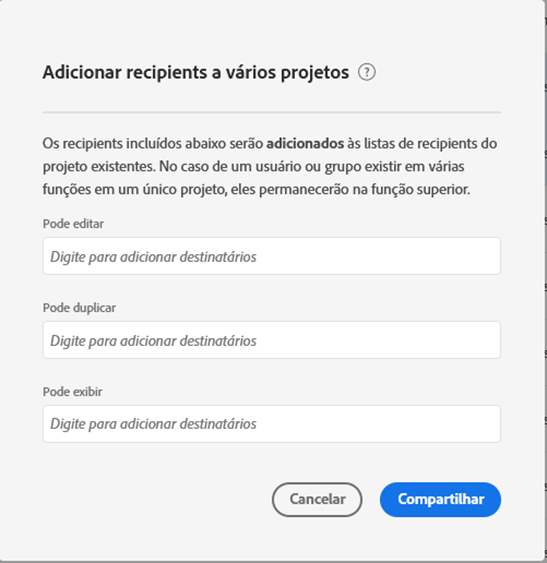 Adicionar recipients a vários projetos ?
Os recipients incluídos abaixo serão adicionados às listas de recipients do
projeto existentes. No caso de um usuário ou grupo existir em várias
funções em um único projeto, eles permanecerão na função superior.
Pode editar
Digite para adicionar destinatários
Pode duplicar
Digite para adicionar destinatários
Pode exibir
Digite para adicionar destinatários
Cancelar Compartilhar